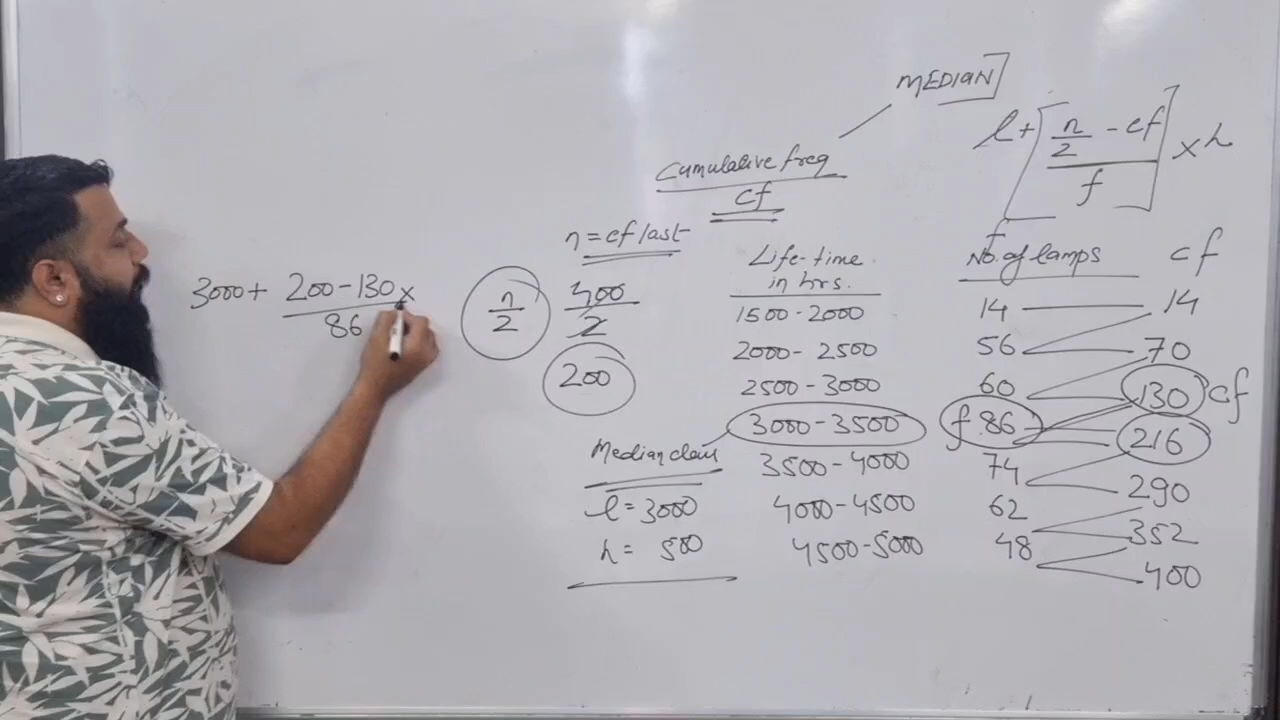 MEDIAN
l + [n/2 - cf / f] x h
Cumulative freq
cf
n = cf last
n/2 400/2
200
3000 + 200 - 130 x
86
Life-time in hrs. f No. of lamps cf
1500 - 2000 14 14
2000 - 2500 56 70
2500 - 3000 60 130 cf
3000 - 3500 f 86 216
3500 - 4000 74 290
4000 - 4500 62 352
4500 - 5000 48 400
Median class
l = 3000
h = 500